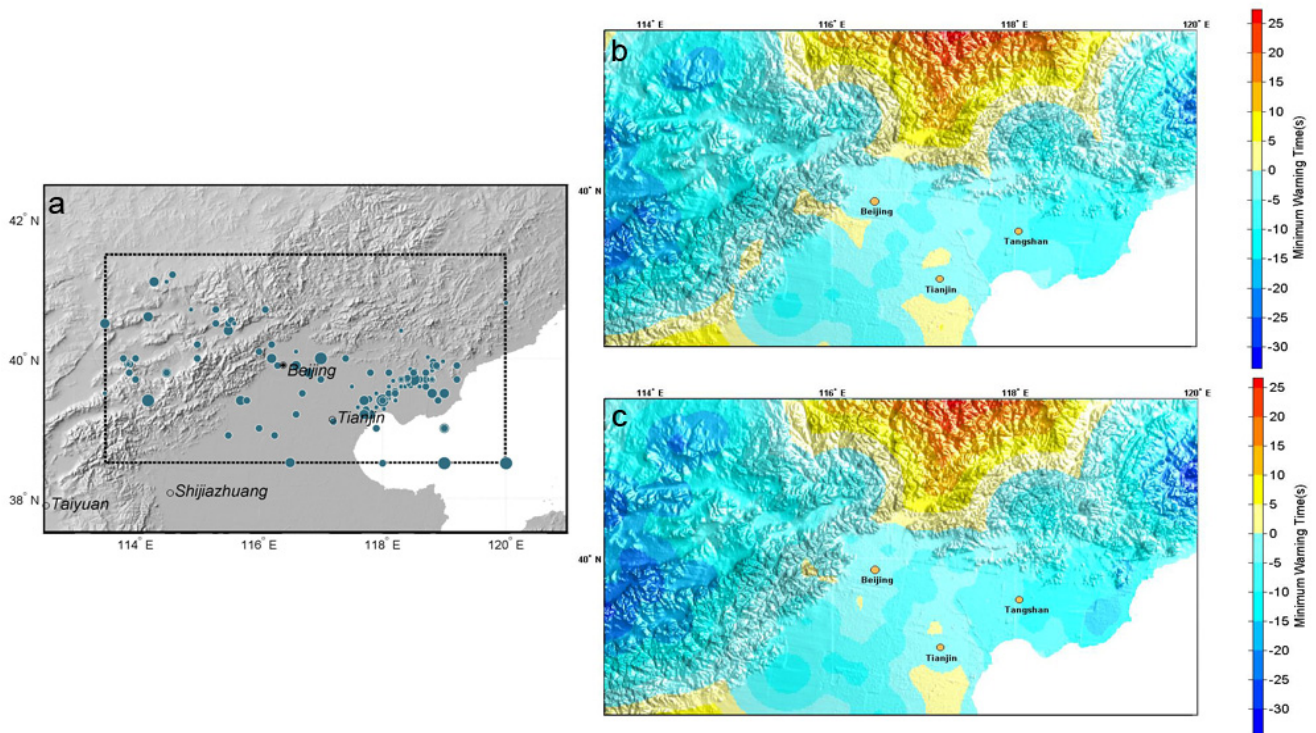 a
42° N
40° N
38° N
114° E
116° E
118° E
120° E
Beijing
Tianjin
Shijiazhuang
Taiyuan
b
114° E
116° E
118° E
120° E
40° N
Beijing
Tangshan
Tianjin
25
20
15
10
5
0
-5
-10
-15
-20
-25
-30
Minimum Warning Time(s)
c
114° E
116° E
118° E
120° E
40° N
Beijing
Tangshan
Tianjin
25
20
15
10
5
0
-5
-10
-15
-20
-25
-30
Minimum Warning Time(s)